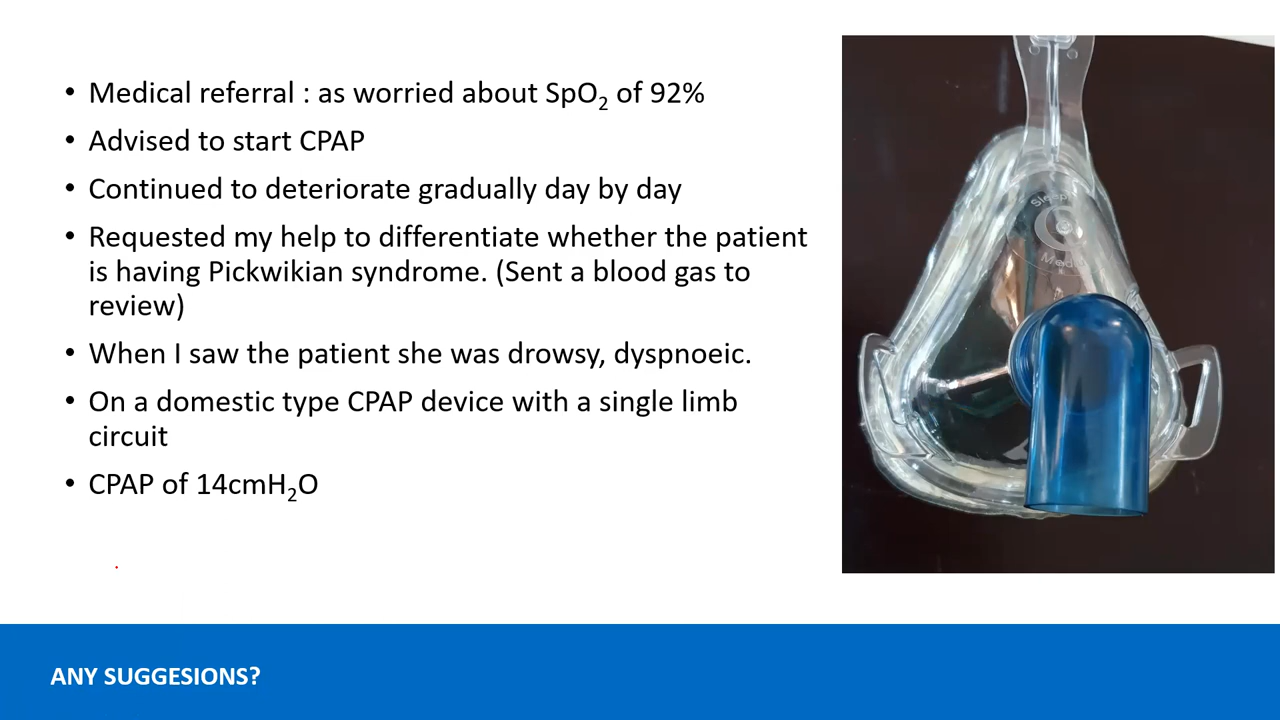 • Medical referral : as worried about SpO₂ of 92%
• Advised to start CPAP
• Continued to deteriorate gradually day by day
• Requested my help to differentiate whether the patient
is having Pickwikian syndrome. (Sent a blood gas to
review)
• When I saw the patient she was drowsy, dyspnoeic.
• On a domestic type CPAP device with a single limb
circuit
• CPAP of 14cmH₂O
ANY SUGGESIONS?